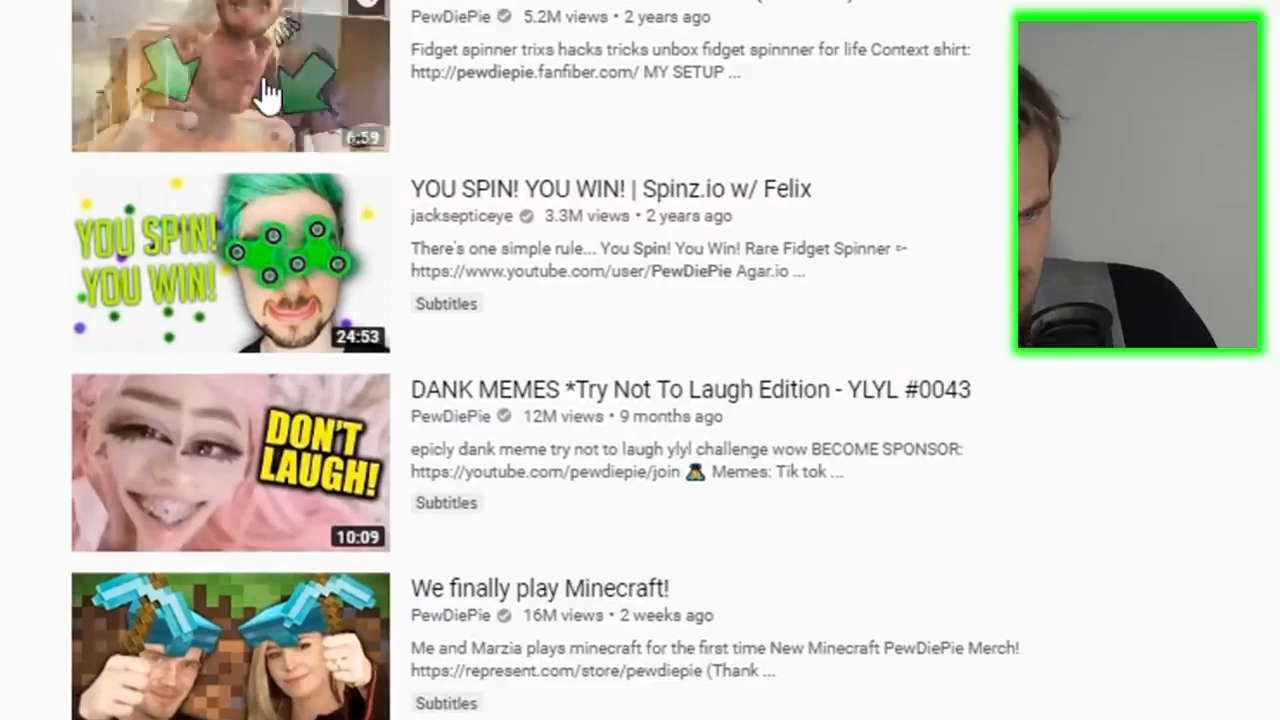 PewDiePie 5.2M views • 2 years ago
Fidget spinner trixs hacks tricks unbox fidget spinnner for life Context shirt:
http://pewdiepie.fanfiber.com/ MY SETUP ...
6:59
YOU SPIN! YOU WIN! | Spinz.io w/ Felix
jacksepticeye 3.3M views • 2 years ago
YOU SPIN!
YOU WIN!
There's one simple rule... You Spin! You Win! Rare Fidget Spinner ►
https://www.youtube.com/user/PewDiePie Agar.io ...
Subtitles
24:53
DANK MEMES *Try Not To Laugh Edition - YLYL #0043
PewDiePie 12M views • 9 months ago
DON'T
LAUGH!
epicly dank meme try not to laugh ylyl challenge wow BECOME SPONSOR:
https://youtube.com/pewdiepie/join Memes: Tik tok ...
Subtitles
10:09
We finally play Minecraft!
PewDiePie 16M views • 2 weeks ago
Me and Marzia plays minecraft for the first time New Minecraft PewDiePie Merch!
https://represent.com/store/pewdiepie (Thank ...
Subtitles